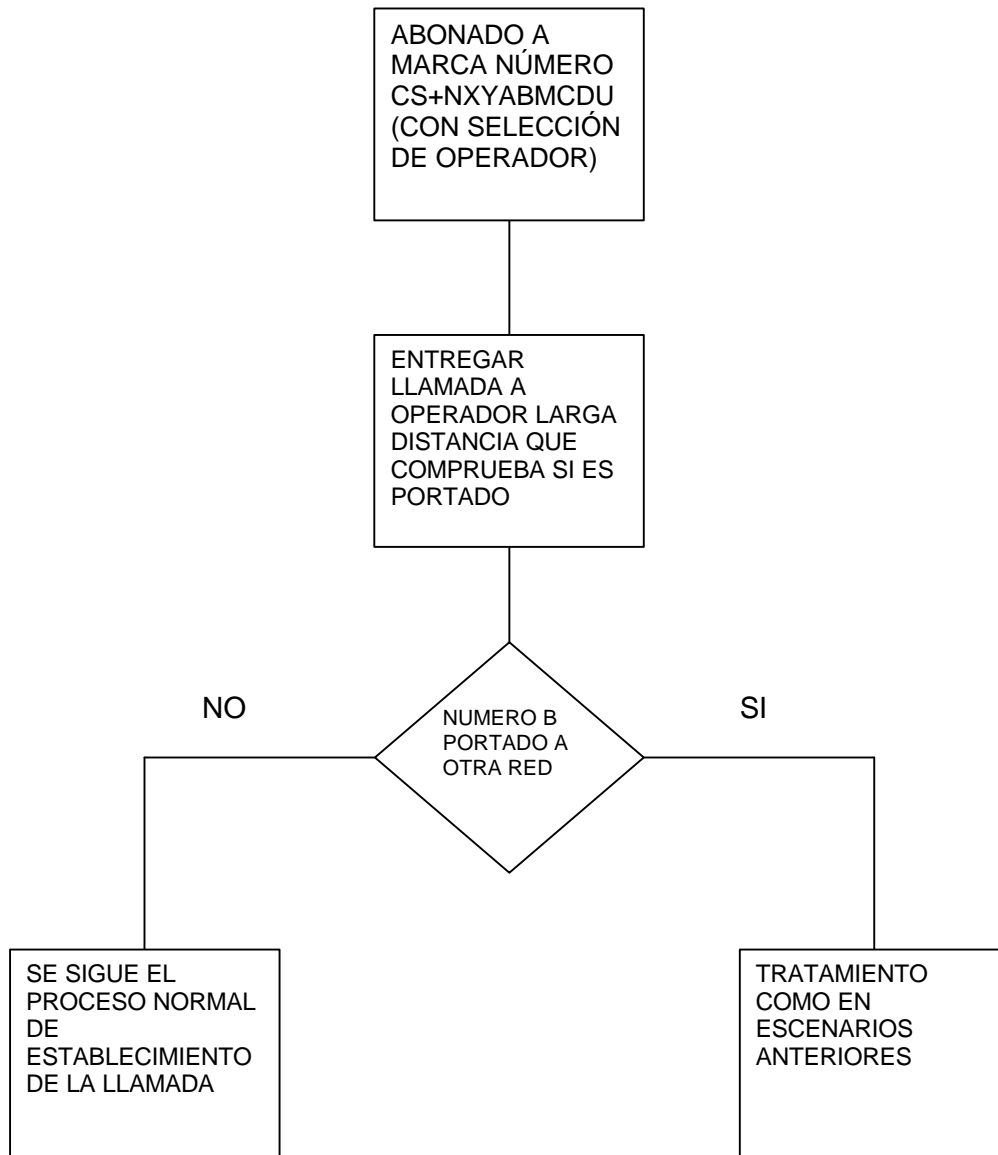 ABONADO A
MARCA NÚMERO
CS+NXYABMCDU
(CON SELECCIÓN
DE OPERADOR)
ENTREGAR
LLAMADA A
OPERADOR LARGA
DISTANCIA QUE
COMPRUEBA SI ES
PORTADO
NO
SI
NUMERO B
PORTADO A
OTRA RED
SE SIGUE EL
PROCESO NORMAL
DE
ESTABLECIMIENTO
DE LA LLAMADA
TRATAMIENTO
COMO EN
ESCENARIOS
ANTERIORES